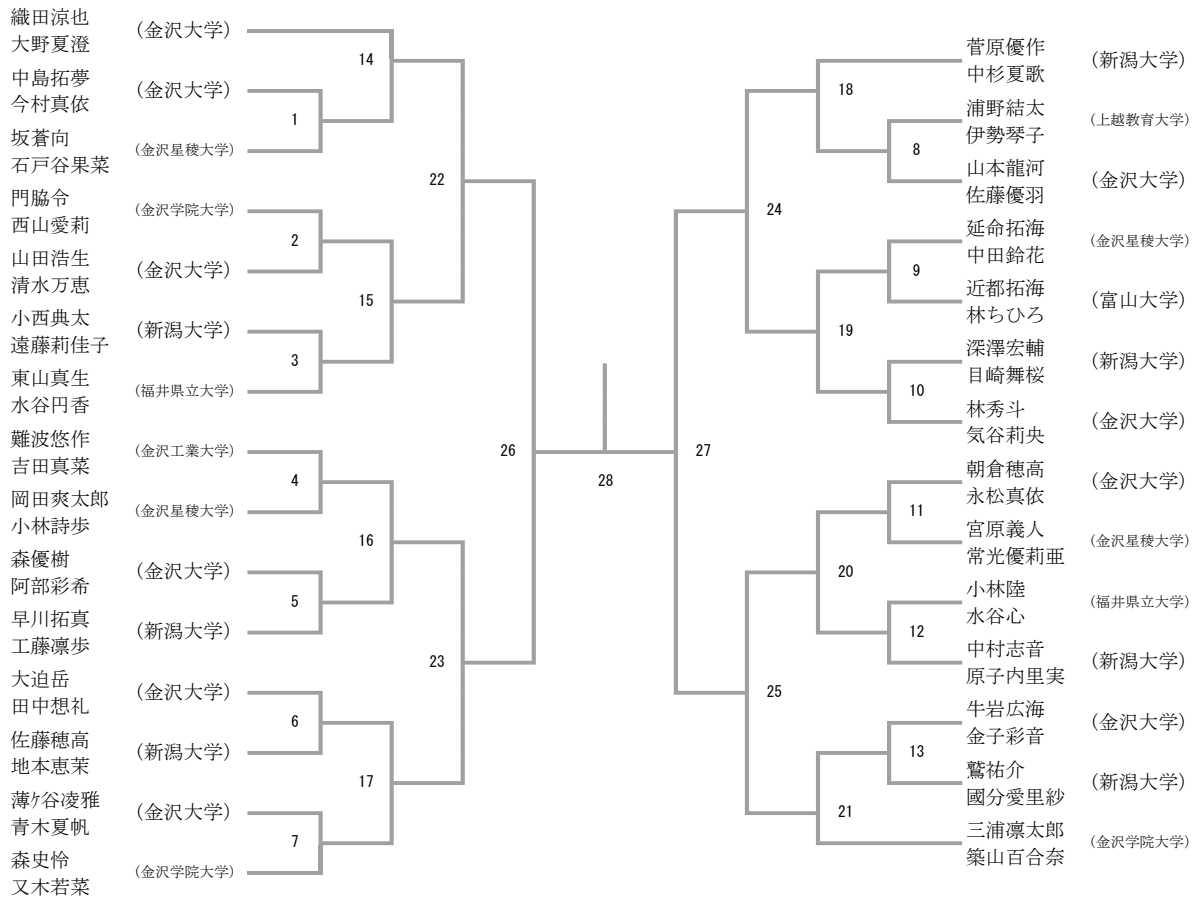 織田涼也
大野夏澄
(金沢大学)
中島拓夢
今村真依
(金沢大学)
坂蒼向
石戸谷果菜
(金沢星稜大学)
門脇令
西山愛莉
(金沢学院大学)
山田浩生
清水万恵
(金沢大学)
小西典太
遠藤莉佳子
(新潟大学)
東山真生
水谷円香
(福井県立大学)
難波悠作
吉田真菜
(金沢工業大学)
岡田爽太郎
小林詩歩
(金沢星稜大学)
森優樹
阿部彩希
(金沢大学)
早川拓真
工藤凛歩
(新潟大学)
大迫岳
田中想礼
(金沢大学)
佐藤穂高
地本恵茉
(新潟大学)
薄ケ谷凌雅
青木夏帆
(金沢大学)
森史怜
又木若菜
(金沢学院大学)
1
2
3
4
5
6
7
14
15
16
17
22
23
26
28
27
24
25
18
19
20
21
8
9
10
11
12
13
菅原優作
中杉夏歌
(新潟大学)
浦野結太
伊勢琴子
(上越教育大学)
山本龍河
佐藤優羽
(金沢大学)
延命拓海
中田鈴花
(金沢星稜大学)
近都拓海
林ちひろ
(富山大学)
深澤宏輔
目崎舞桜
(新潟大学)
林秀斗
気谷莉央
(金沢大学)
朝倉穂高
永松真依
(金沢大学)
宮原義人
常光優莉亜
(金沢星稜大学)
小林陸
水谷心
(福井県立大学)
中村志音
原子内里実
(新潟大学)
牛岩広海
金子彩音
(金沢大学)
鷲祐介
國分愛里紗
(新潟大学)
三浦凛太郎
築山百合奈
(金沢学院大学)